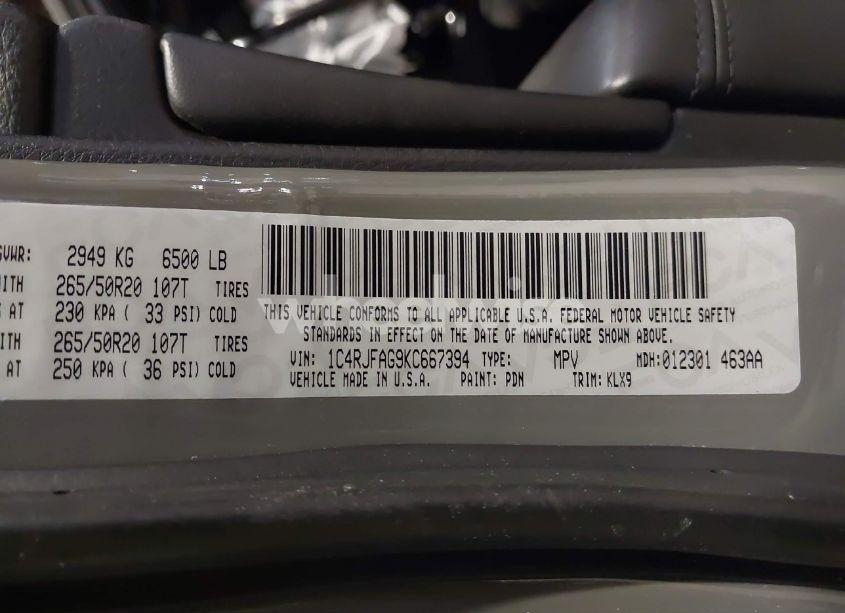 GVWR: 2949 KG 6500 LB
WITH 265/50R20 107T TIRES
AT 230 KPA ( 33 PSI) COLD
WITH 265/50R20 107T TIRES
AT 250 KPA ( 36 PSI) COLD
THIS VEHICLE CONFORMS TO ALL APPLICABLE U.S.A. FEDERAL MOTOR VEHICLE SAFETY
STANDARDS IN EFFECT ON THE DATE OF MANUFACTURE SHOWN ABOVE.
VIN: 1C4RJFAG9KC667394 TYPE: MPV MDH:012301 463AA
VEHICLE MADE IN U.S.A. PAINT: PDN TRIM: KLX9